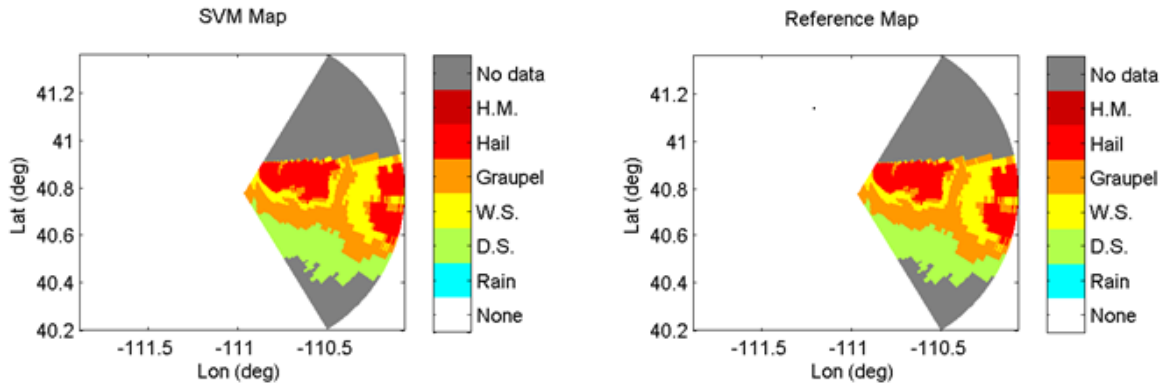 SVM Map
41.2
41
40.8
40.6
40.4
40.2
Lat (deg)
-111.5
-111
-110.5
Lon (deg)
No data
H.M.
Hail
Graupel
W.S.
D.S.
Rain
None
Reference Map
41.2
41
40.8
40.6
40.4
40.2
Lat (deg)
-111.5
-111
-110.5
Lon (deg)
No data
H.M.
Hail
Graupel
W.S.
D.S.
Rain
None